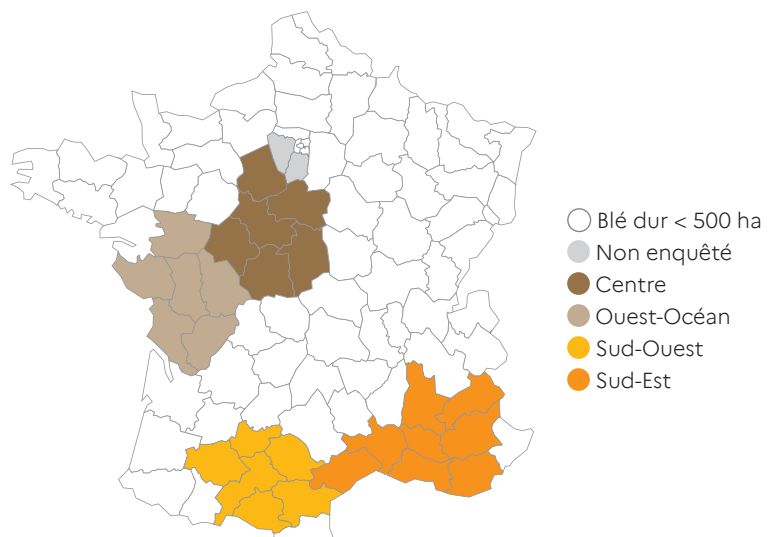 Blé dur < 500 ha
Non enquêté
Centre
Ouest-Océan
Sud-Ouest
Sud-Est